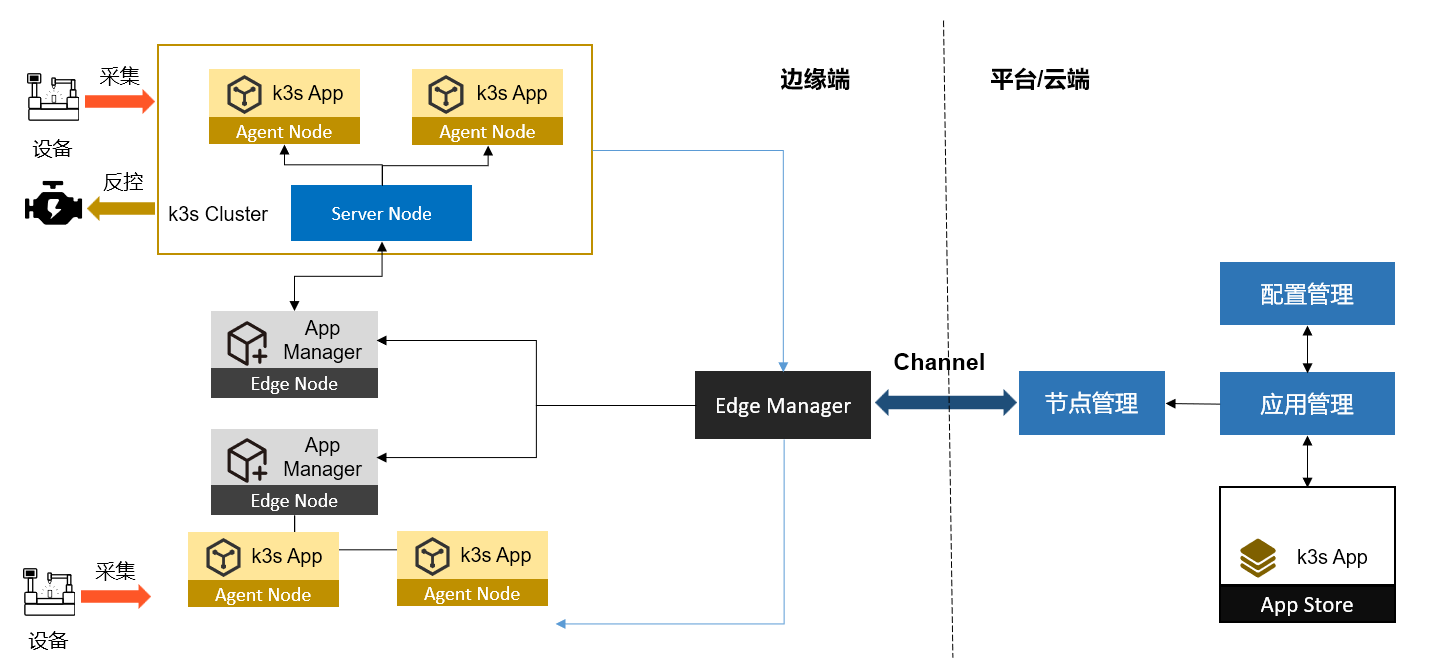 边缘端
平台/云端
采集
设备
反控
k3s App
Agent Node
k3s App
Agent Node
k3s Cluster
Server Node
App
Manager
Edge Node
App
Manager
Edge Node
k3s App
Agent Node
k3s App
Agent Node
采集
设备
Edge Manager
Channel
节点管理
配置管理
应用管理
k3s App
App Store